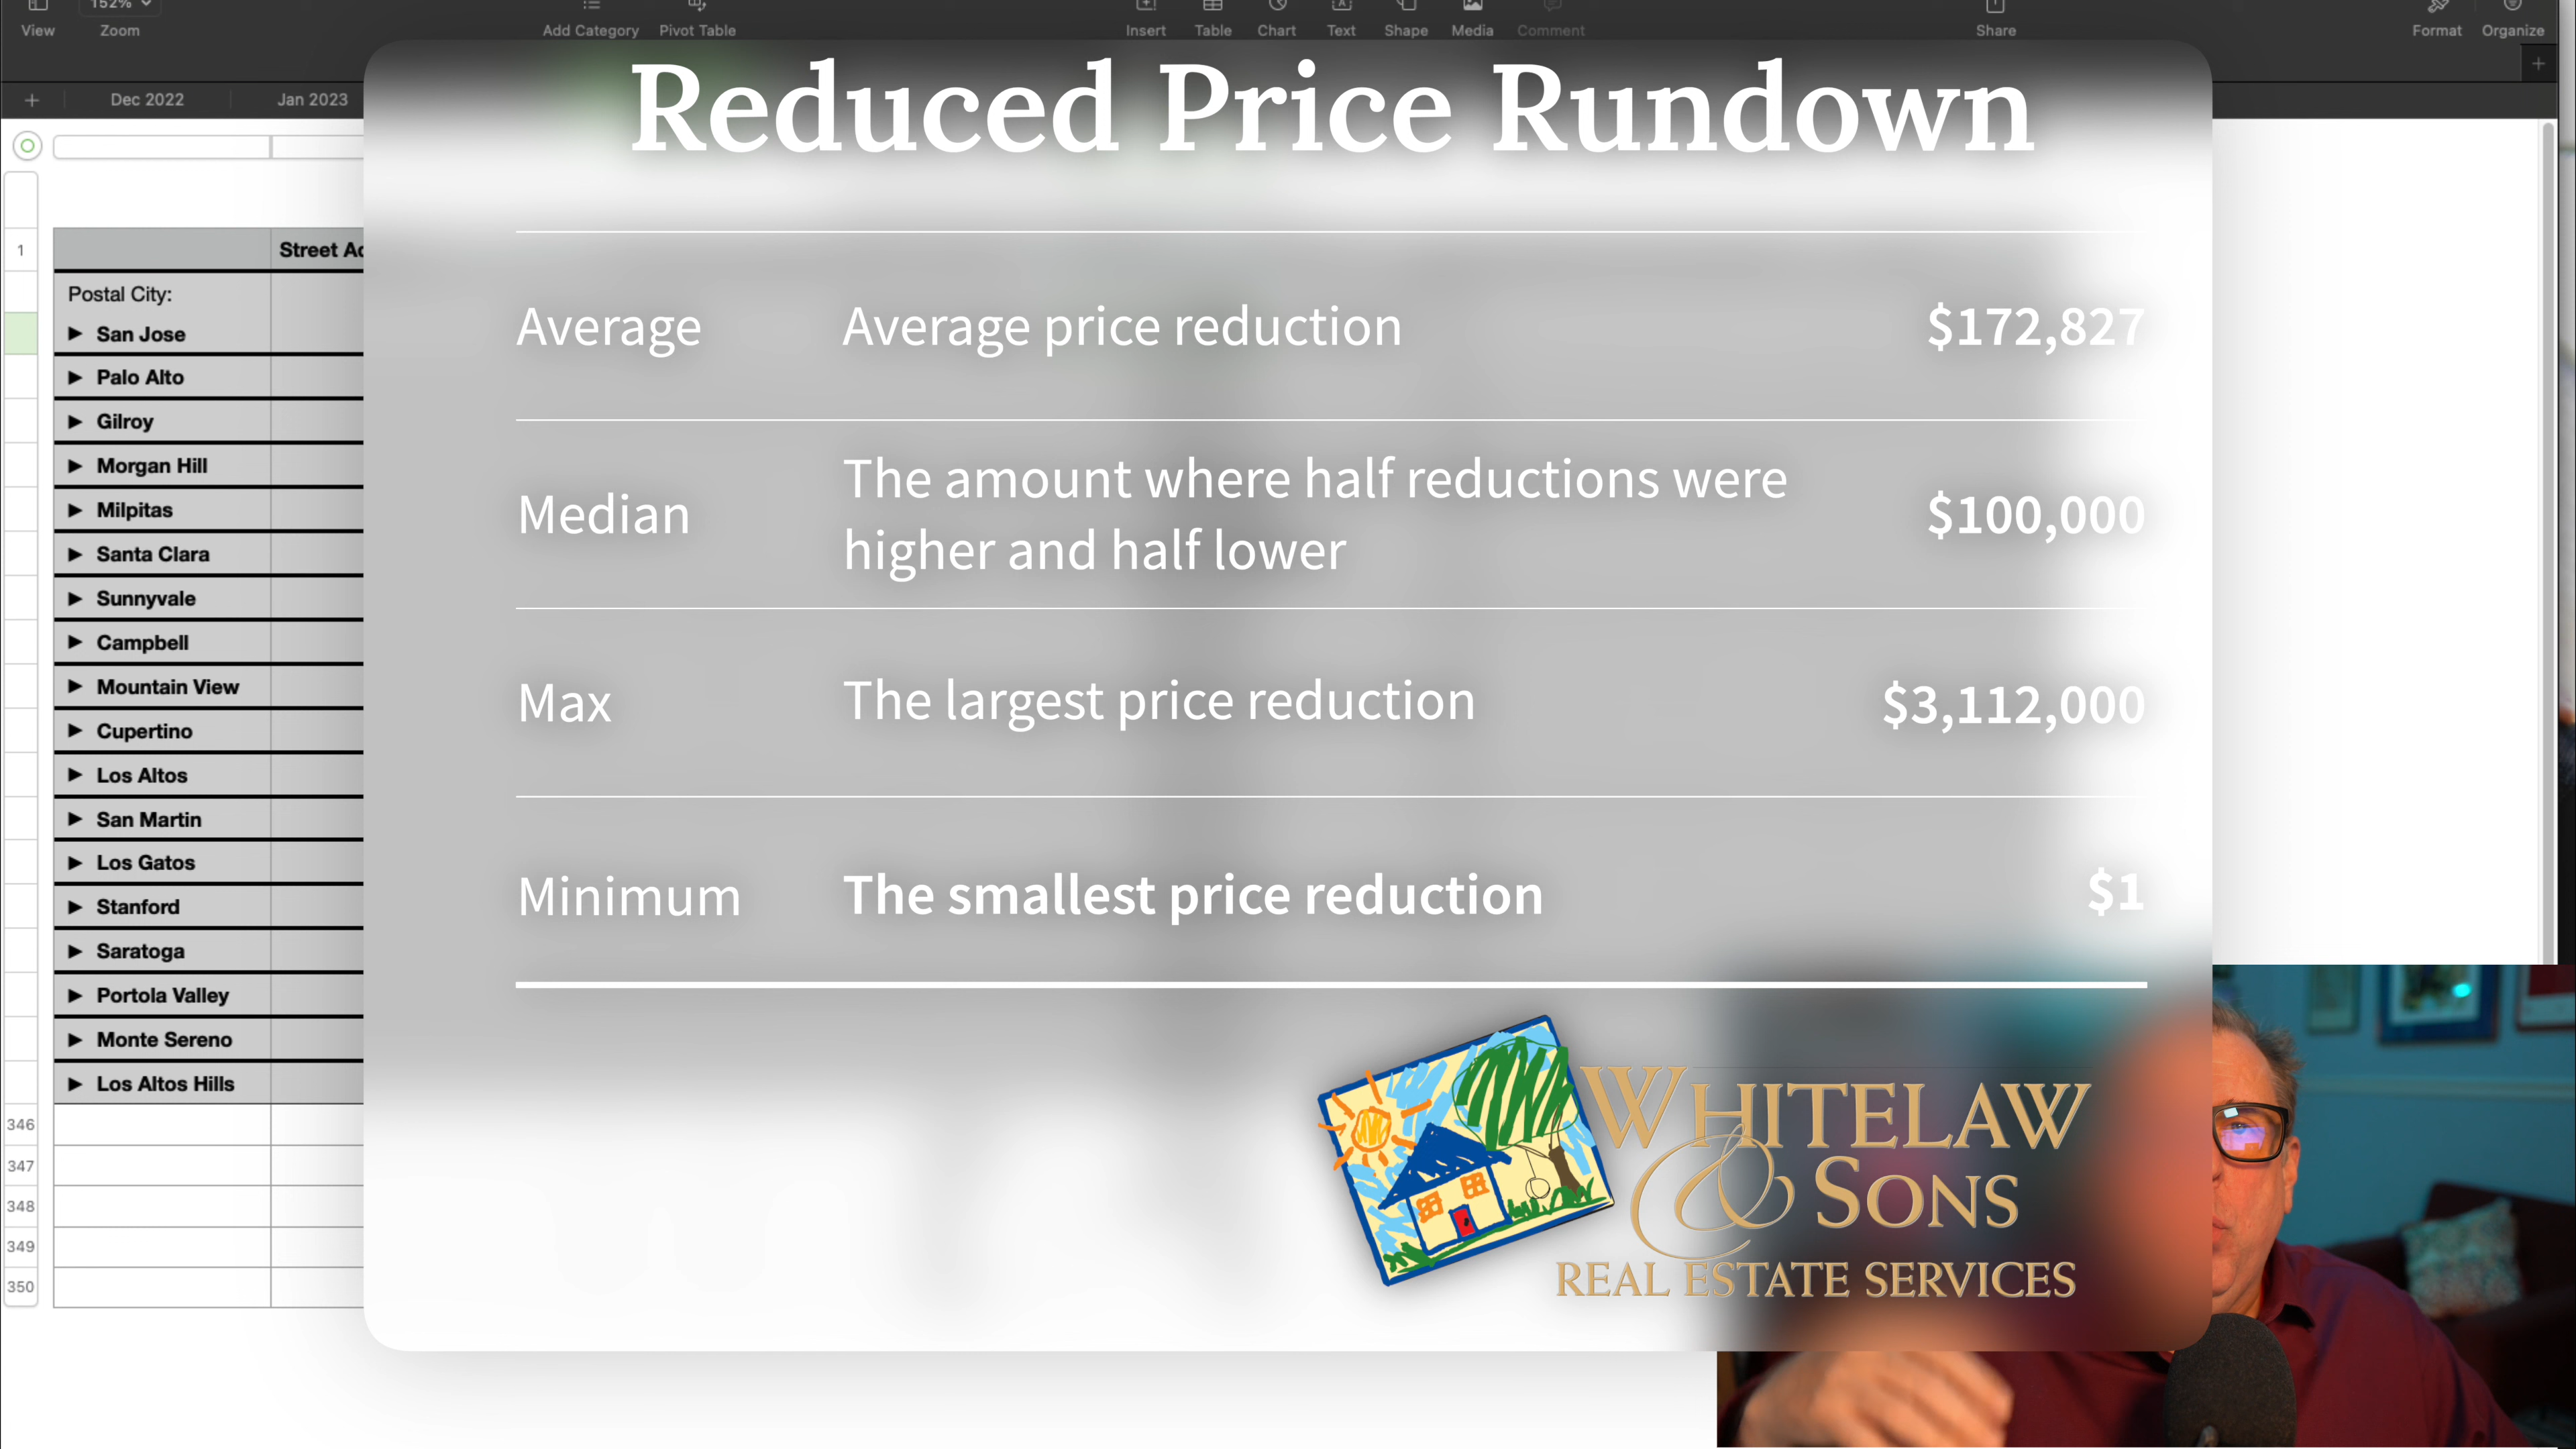 152%
View
Zoom
Add Category
Pivot Table
Insert
Table
Chart
Text
Shape
Media
Comment
Share
Format
Organize
Dec 2022
Jan 2023
Reduced Price Rundown
1
Street
Postal City:
San Jose
Palo Alto
Gilroy
Morgan Hill
Milpitas
Santa Clara
Sunnyvale
Campbell
Mountain View
Cupertino
Los Altos
San Martin
Los Gatos
Stanford
Saratoga
Portola Valley
Monte Sereno
Los Altos Hills
346
347
348
349
350
Average
Average price reduction
$172,827
Median
The amount where half reductions were
higher and half lower
$100,000
Max
The largest price reduction
$3,112,000
Minimum
The smallest price reduction
$1
WHITELAW
& SONS
REAL ESTATE SERVICES